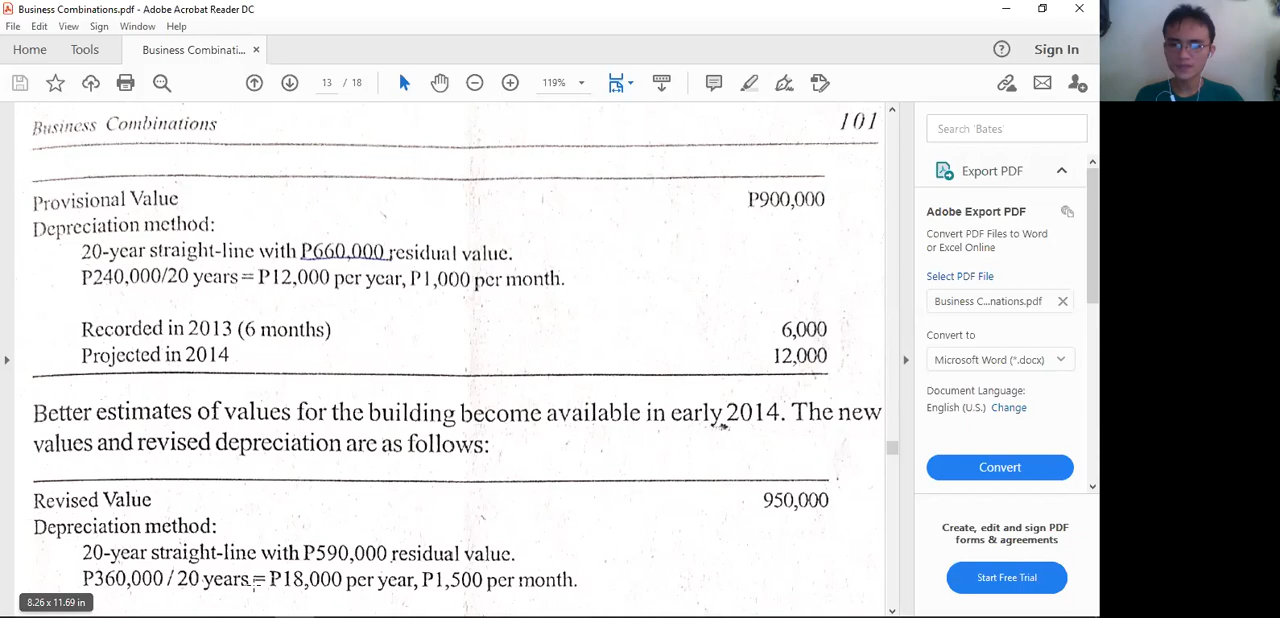 Business Combinations.pdf - Adobe Acrobat Reader DC
File Edit View Sign Window Help
Home Tools Business Combinati... × Sign In
13 / 18 119%
Business Combinations 101
Provisional Value P900,000
Depreciation method:
20-year straight-line with P660,000 residual value.
P240,000/20 years = P12,000 per year, P1,000 per month.
Recorded in 2013 (6 months) 6,000
Projected in 2014 12,000
Better estimates of values for the building become available in early 2014. The new
values and revised depreciation are as follows:
Revised Value 950,000
Depreciation method:
20-year straight-line with P590,000 residual value.
P360,000 / 20 years = P18,000 per year, P1,500 per month.
8.26 x 11.69 in
Search 'Bates'
Export PDF
Adobe Export PDF
Convert PDF Files to Word
or Excel Online
Select PDF File
Business C...nations.pdf
Convert to
Microsoft Word (*.docx)
Document Language:
English (U.S.) Change
Convert
Create, edit and sign PDF
forms & agreements
Start Free Trial